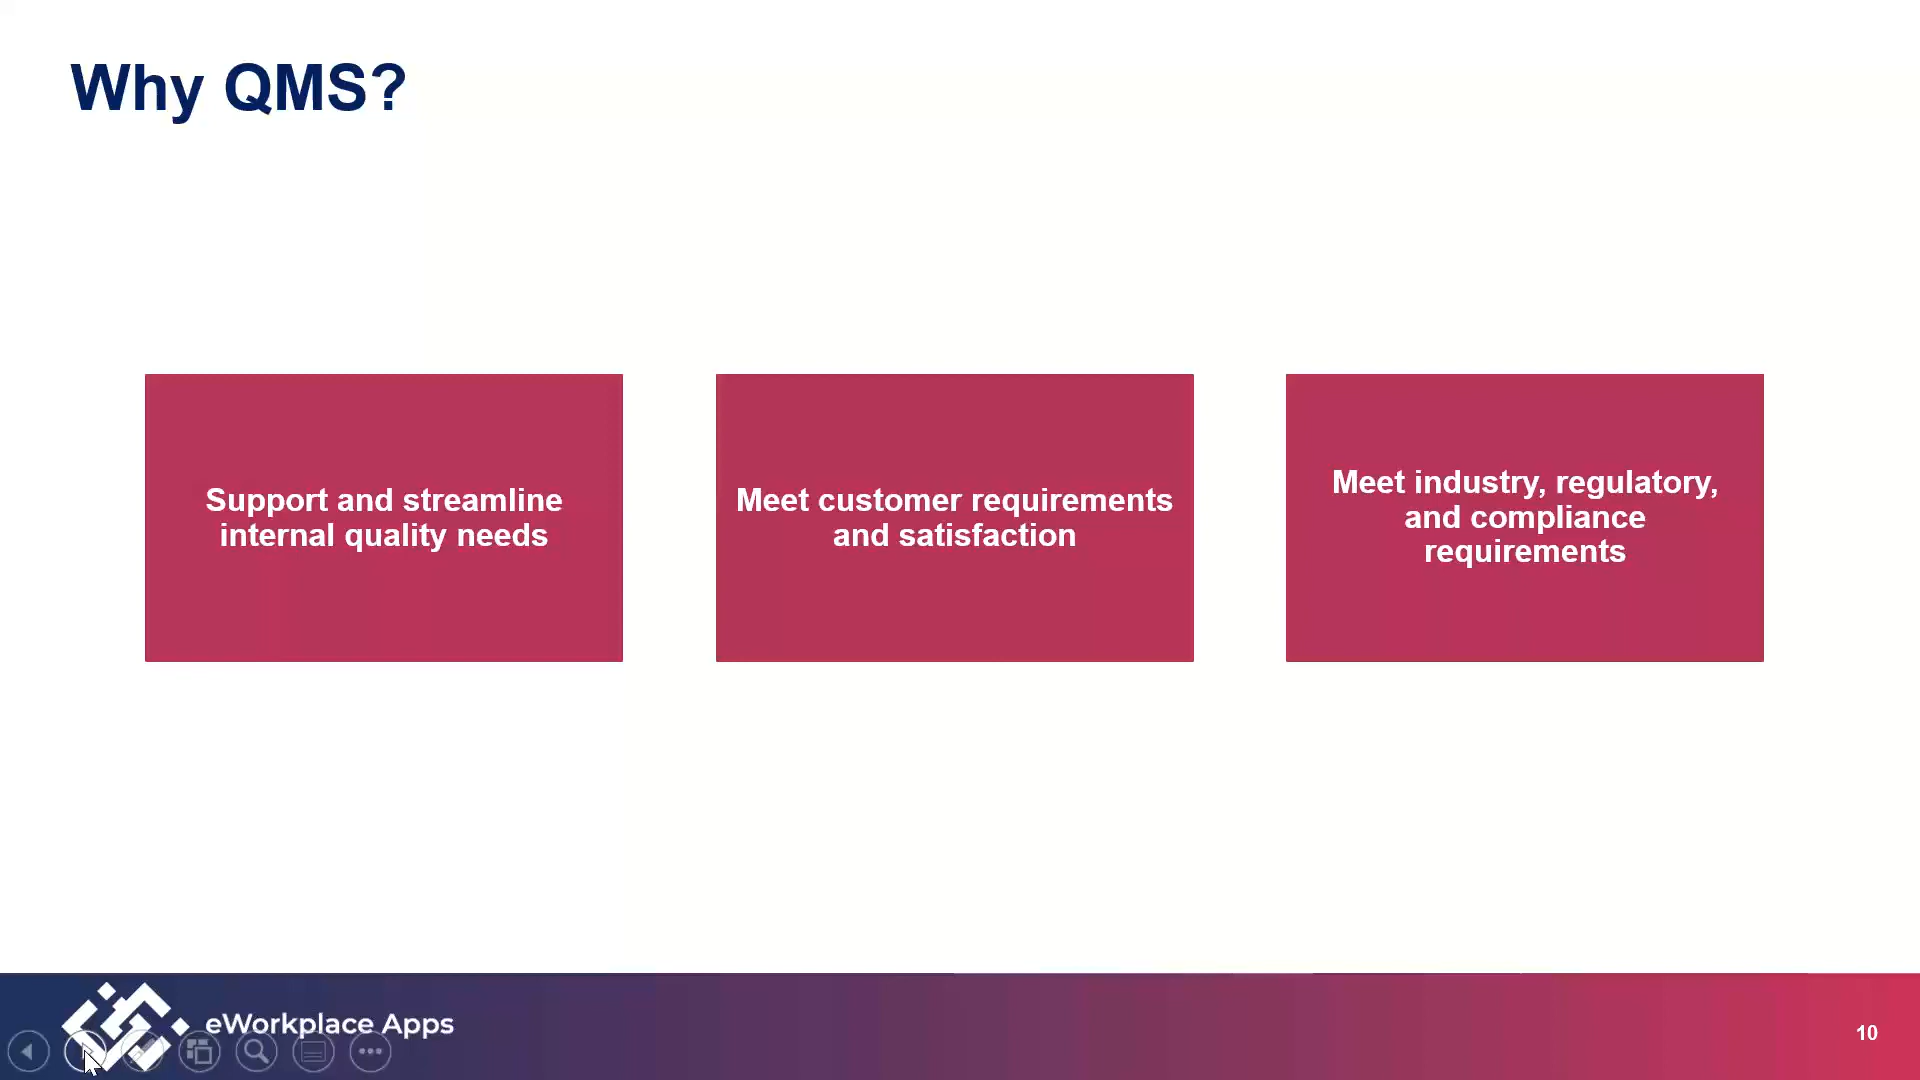 Why QMS?
Support and streamline
internal quality needs
Meet customer requirements
and satisfaction
Meet industry, regulatory,
and compliance
requirements
eWorkplace Apps
10